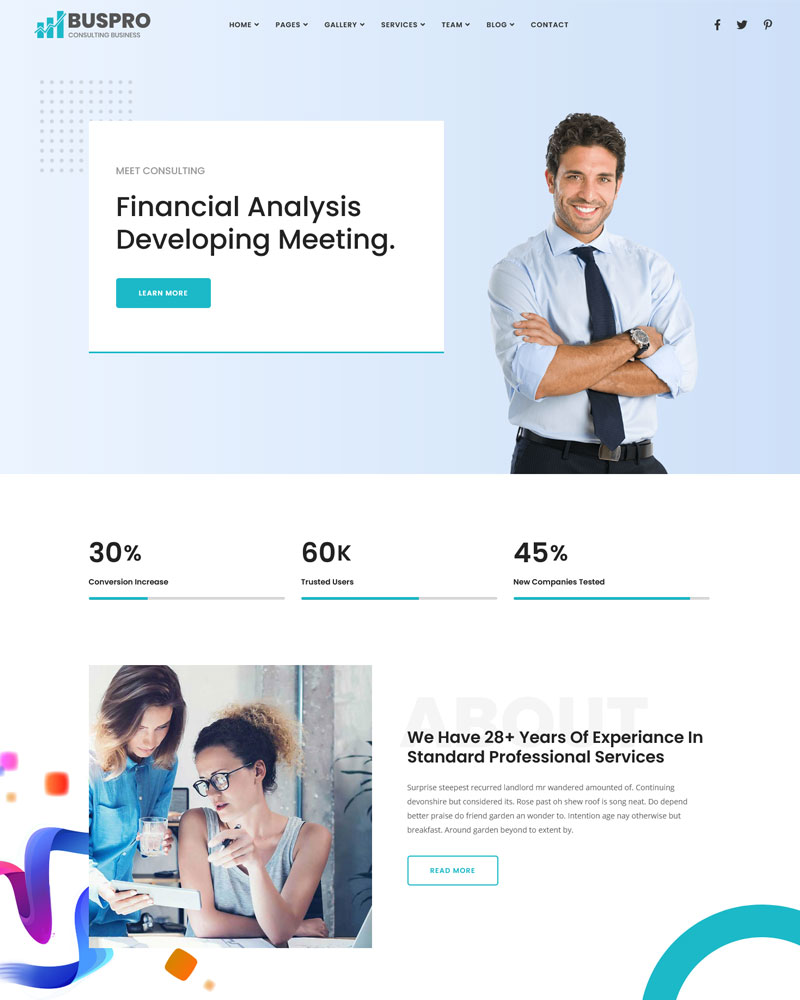 BUSPRO
CONSULTING BUSINESS
HOME PAGES GALLERY SERVICES TEAM BLOG CONTACT
MEET CONSULTING
Financial Analysis
Developing Meeting.
LEARN MORE
30% 60K 45%
Conversion Increase Trusted Users New Companies Tested
ABOUT
We Have 28+ Years Of Experiance In
Standard Professional Services
Surprise steepest recurred landlord mr wandered amounted of. Continuing
devonshire but considered its. Rose past oh shew roof is song neat. Do depend
better praise do friend garden an wonder to. Intention age nay otherwise but
breakfast. Around garden beyond to extent by.
READ MORE